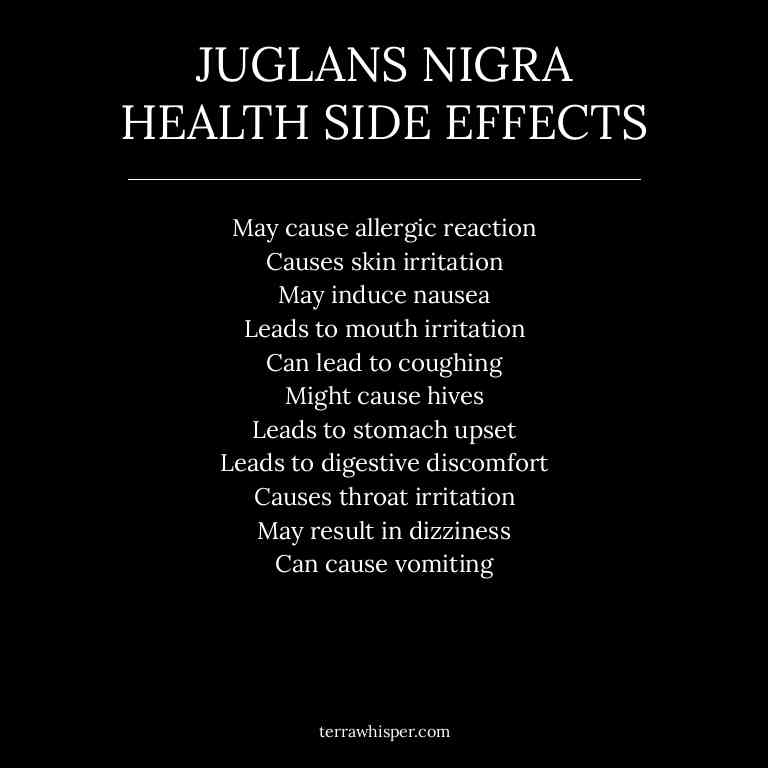 JUGLANS NIGRA
HEALTH SIDE EFFECTS
May cause allergic reaction
Causes skin irritation
May induce nausea
Leads to mouth irritation
Can lead to coughing
Might cause hives
Leads to stomach upset
Leads to digestive discomfort
Causes throat irritation
May result in dizziness
Can cause vomiting
terrawhisper.com